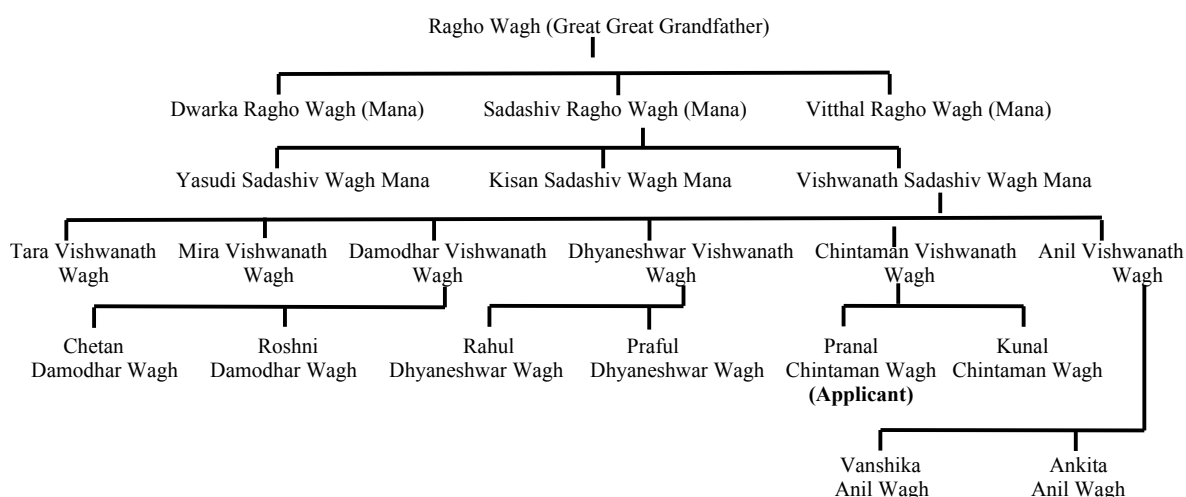 Ragho Wagh (Great Great Grandfather)
Dwarka Ragho Wagh (Mana) Sadashiv Ragho Wagh (Mana) Vitthal Ragho Wagh (Mana)
Yasudi Sadashiv Wagh Mana Kisan Sadashiv Wagh Mana Vishwanath Sadashiv Wagh Mana
Tara Vishwanath Mira Vishwanath Damodhar Vishwanath Dhyaneshwar Vishwanath Chintaman Vishwanath Anil Vishwanath
Wagh Wagh Wagh Wagh Wagh Wagh
Chetan Roshni Rahul Praful Pranal Kunal
Damodhar Wagh Damodhar Wagh Dhyaneshwar Wagh Dhyaneshwar Wagh Chintaman Wagh Chintaman Wagh
(Applicant)
Vanshika Ankita
Anil Wagh Anil Wagh